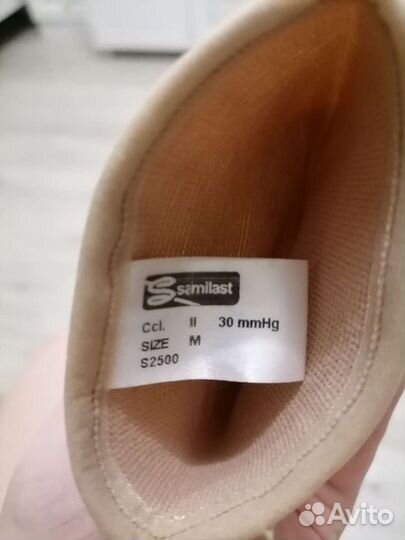 samilast
Ccl. II 30 mmHg
SIZE M
S2500
Avito